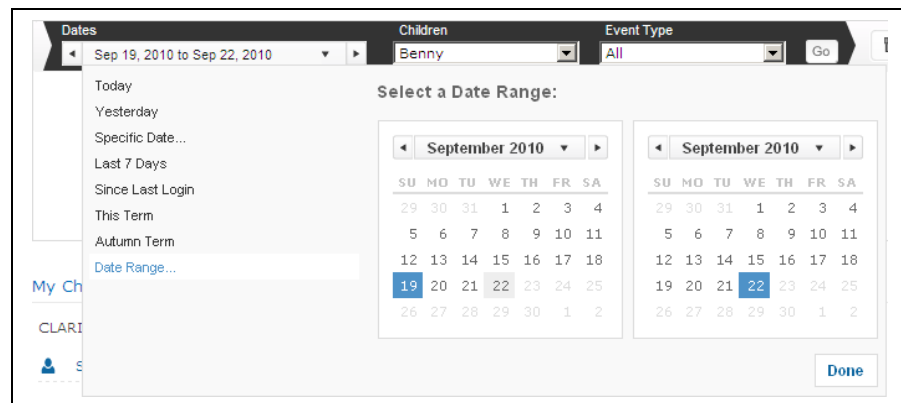 Dates Children Event Type
Sep 19, 2010 to Sep 22, 2010 Benny All Go
Today
Yesterday
Specific Date...
Last 7 Days
Since Last Login
This Term
Autumn Term
Date Range...
Select a Date Range:
September 2010
SU MO TU WE TH FR SA
29 30 31 1 2 3 4
5 6 7 8 9 10 11
12 13 14 15 16 17 18
19 20 21 22 23 24 25
26 27 28 29 30 1 2
September 2010
SU MO TU WE TH FR SA
29 30 31 1 2 3 4
5 6 7 8 9 10 11
12 13 14 15 16 17 18
19 20 21 22 23 24 25
26 27 28 29 30 1 2
Done
My Ch
CLARI
S